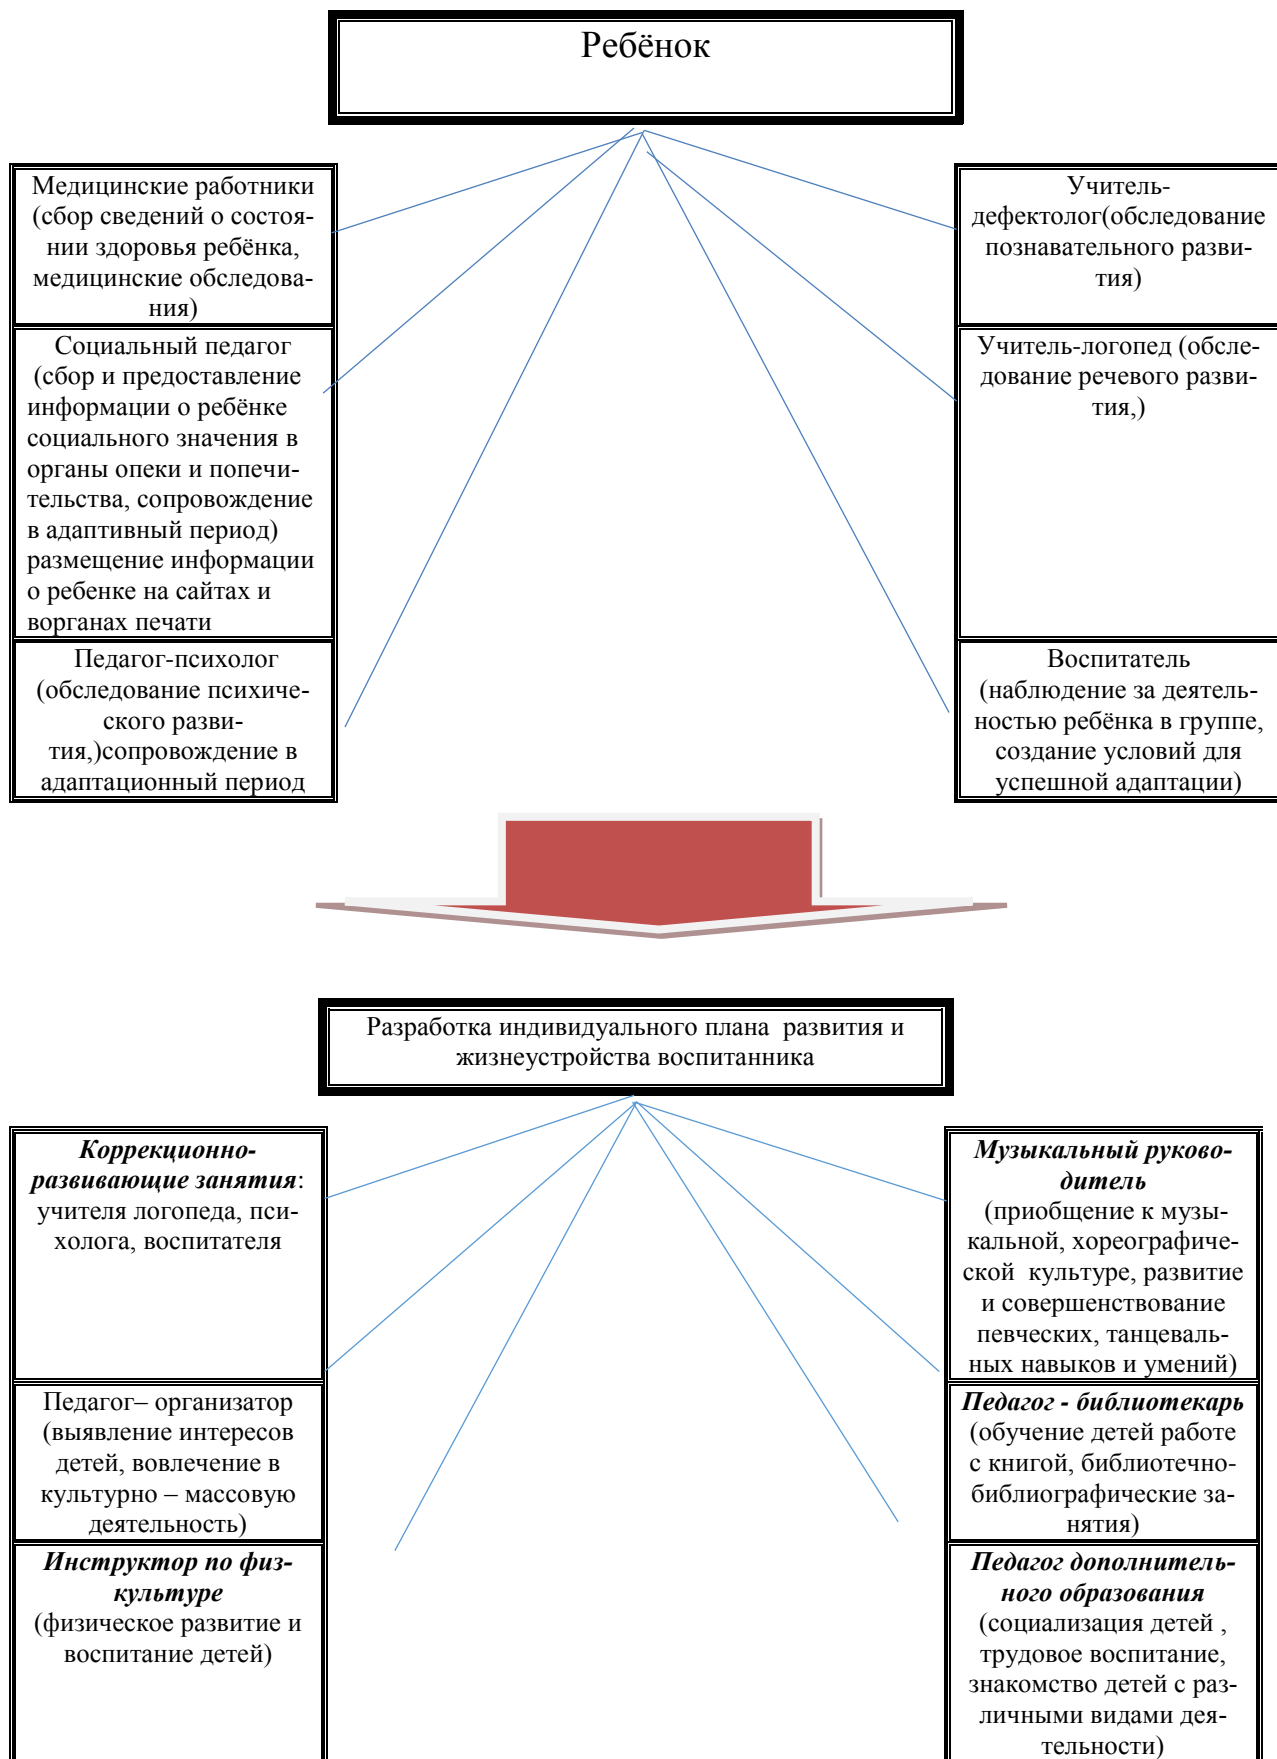 Ребёнок
Медицинские работники
(сбор сведений о состоя-
нии здоровья ребёнка,
медицинские обследова-
ния)
Социальный педагог
(сбор и предоставление
информации о ребёнке
социального значения в
органы опеки и попечи-
тельства, сопровождение
в адаптивный период)
размещение информации
о ребенке на сайтах и
ворганах печати
Педагог-психолог
(обследование психиче-
ского разви-
тия,)сопровождение в
адаптационный период
Учитель-
дефектолог(обследование
познавательного разви-
тия)
Учитель-логопед (обсле-
дование речевого разви-
тия,)
Воспитатель
(наблюдение за деятель-
ностью ребёнка в группе,
создание условий для
успешной адаптации)
Разработка индивидуального плана  развития и
жизнеустройства воспитанника
Коррекционно-
развивающие занятия:
учителя логопеда, пси-
холога, воспитателя
Педагог– организатор
(выявление интересов
детей, вовлечение в
культурно – массовую
деятельность)
Инструктор по физ-
культуре
(физическое развитие и
воспитание детей)
Музыкальный руково-
дитель
(приобщение к музы-
кальной, хореографиче-
ской  культуре, развитие
и совершенствование
певческих, танцеваль-
ных навыков и умений)
Педагог - библиотекарь
(обучение детей работе
с книгой, библиотечно-
библиографические за-
нятия)
Педагог дополнитель-
ного образования
(социализация детей ,
трудовое воспитание,
знакомство детей с раз-
личными видами дея-
тельности)